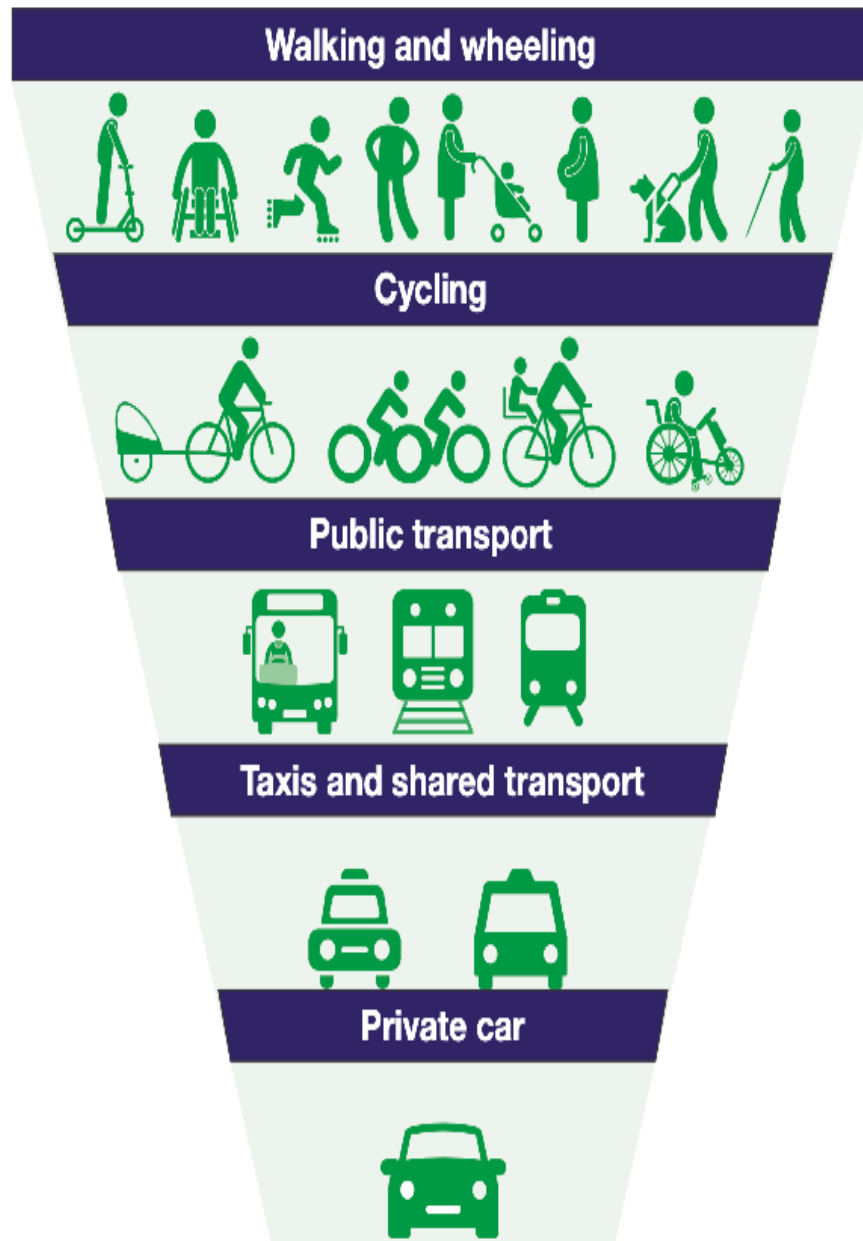 Walking and wheeling
Cycling
Public transport
Taxis and shared transport
Private car